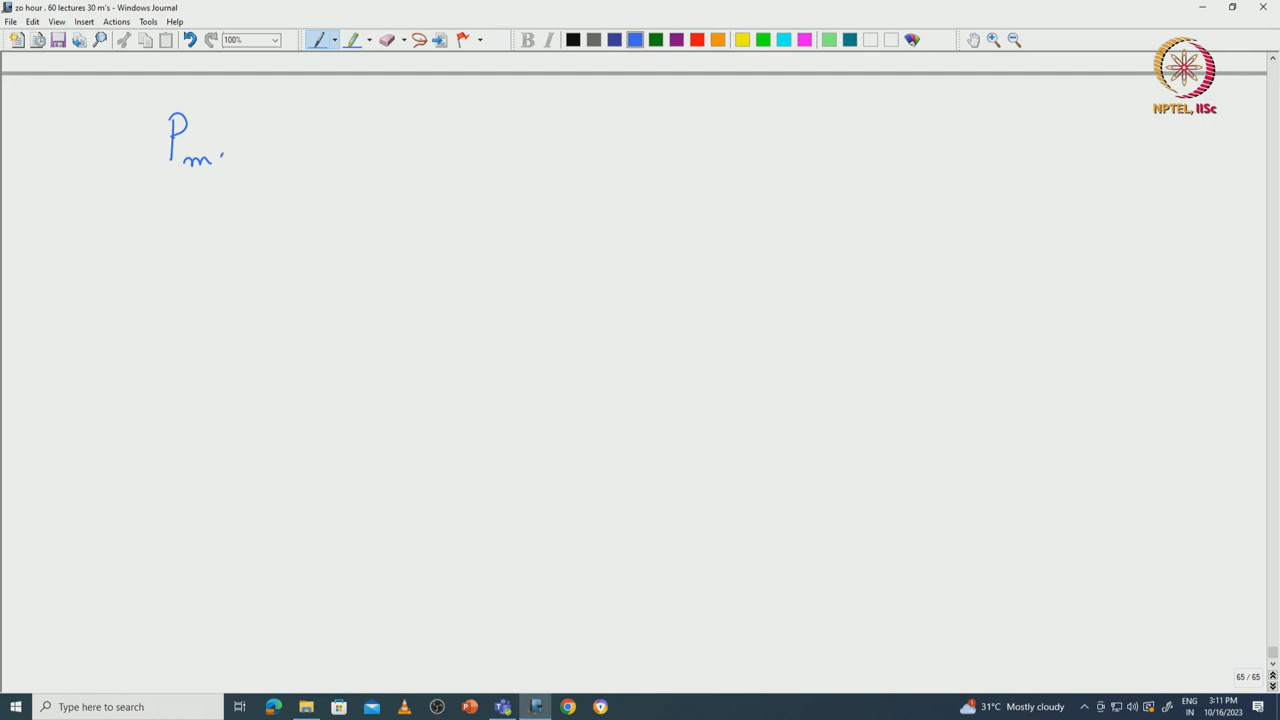 zo hour . 60 lectures 30 m's - Windows Journal
File Edit View Insert Actions Tools Help
100%
B I
NPTEL, IISc
P
m
65 / 65
Type here to search
31°C Mostly cloudy
ENG
IN
3:11 PM
10/16/2023